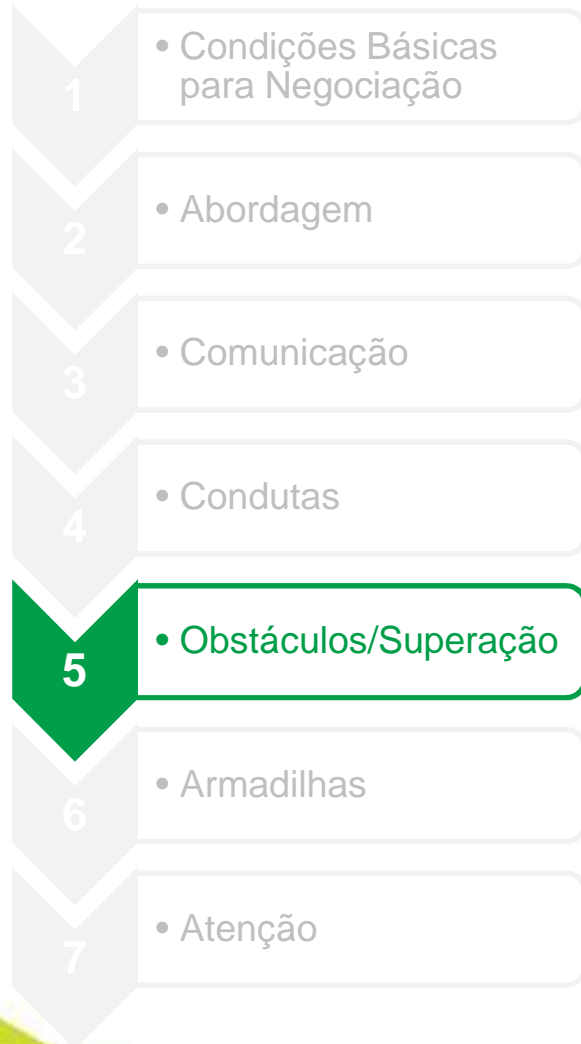 1
• Condições Básicas
para Negociação
2
• Abordagem
3
• Comunicação
4
• Condutas
5
• Obstáculos/Superação
6
• Armadilhas
7
• Atenção